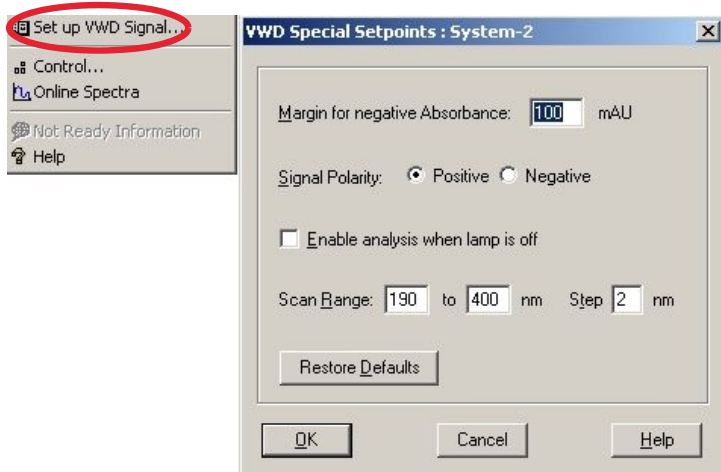 Set up VWD Signal...
Control...
Online Spectra
Not Ready Information
Help
VWD Special Setpoints : System-2
Margin for negative Absorbance: 100 mAU
Signal Polarity: Positive Negative
Enable analysis when lamp is off
Scan Range: 190 to 400 nm Step 2 nm
Restore Defaults
OK Cancel Help